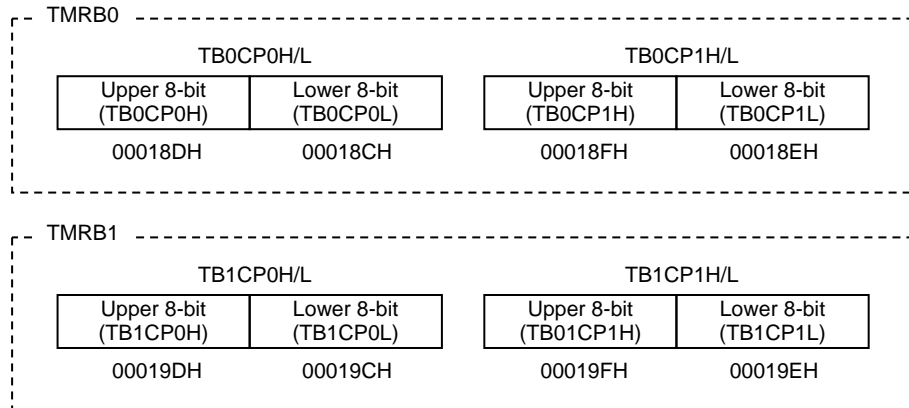 TMRB0
TB0CP0H/L TB0CP1H/L
Upper 8-bit Lower 8-bit Upper 8-bit Lower 8-bit
(TB0CP0H) (TB0CP0L) (TB0CP1H) (TB0CP1L)
00018DH 00018CH 00018FH 00018EH
TMRB1
TB1CP0H/L TB1CP1H/L
Upper 8-bit Lower 8-bit Upper 8-bit Lower 8-bit
(TB1CP0H) (TB1CP0L) (TB01CP1H) (TB1CP1L)
00019DH 00019CH 00019FH 00019EH